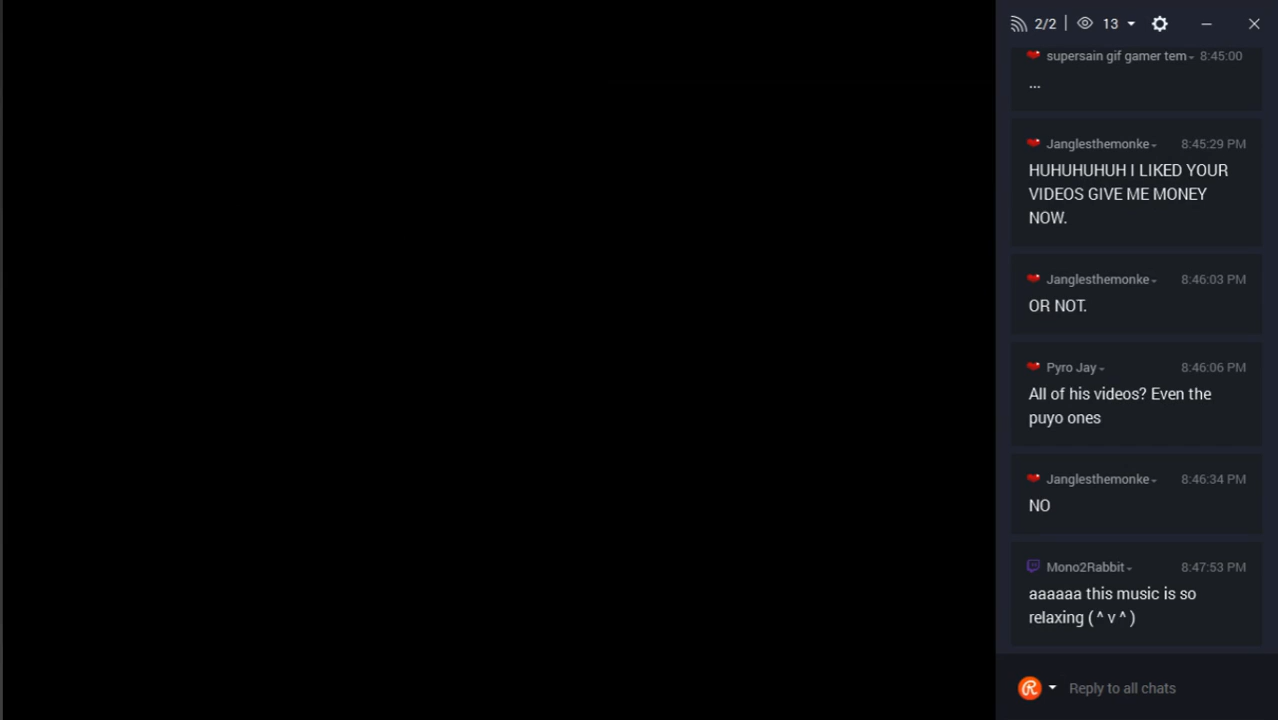 2/2 | 13
supersain gif gamer tem 8:45:00
...
Janglesthemonke 8:45:29 PM
HUHUHUHUH I LIKED YOUR
VIDEOS GIVE ME MONEY
NOW.
Janglesthemonke 8:46:03 PM
OR NOT.
Pyro Jay 8:46:06 PM
All of his videos? Even the
puyo ones
Janglesthemonke 8:46:34 PM
NO
Mono2Rabbit 8:47:53 PM
aaaaaa this music is so
relaxing ( ^ v ^ )
Reply to all chats